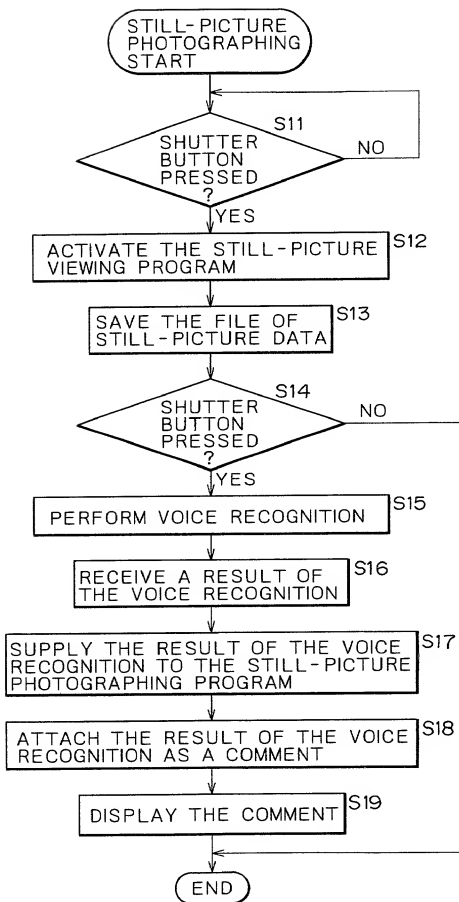 STILL-PICTURE
PHOTOGRAPHING
START
S11
SHUTTER
BUTTON
PRESSED
?
NO
YES
S12
ACTIVATE THE STILL-PICTURE
VIEWING PROGRAM
S13
SAVE THE FILE OF
STILL-PICTURE DATA
S14
SHUTTER
BUTTON
PRESSED
?
NO
YES
S15
PERFORM VOICE RECOGNITION
S16
RECEIVE A RESULT OF
THE VOICE RECOGNITION
S17
SUPPLY THE RESULT OF THE VOICE
RECOGNITION TO THE STILL-PICTURE
PHOTOGRAPHING PROGRAM
S18
ATTACH THE RESULT OF THE VOICE
RECOGNITION AS A COMMENT
S19
DISPLAY THE COMMENT
END